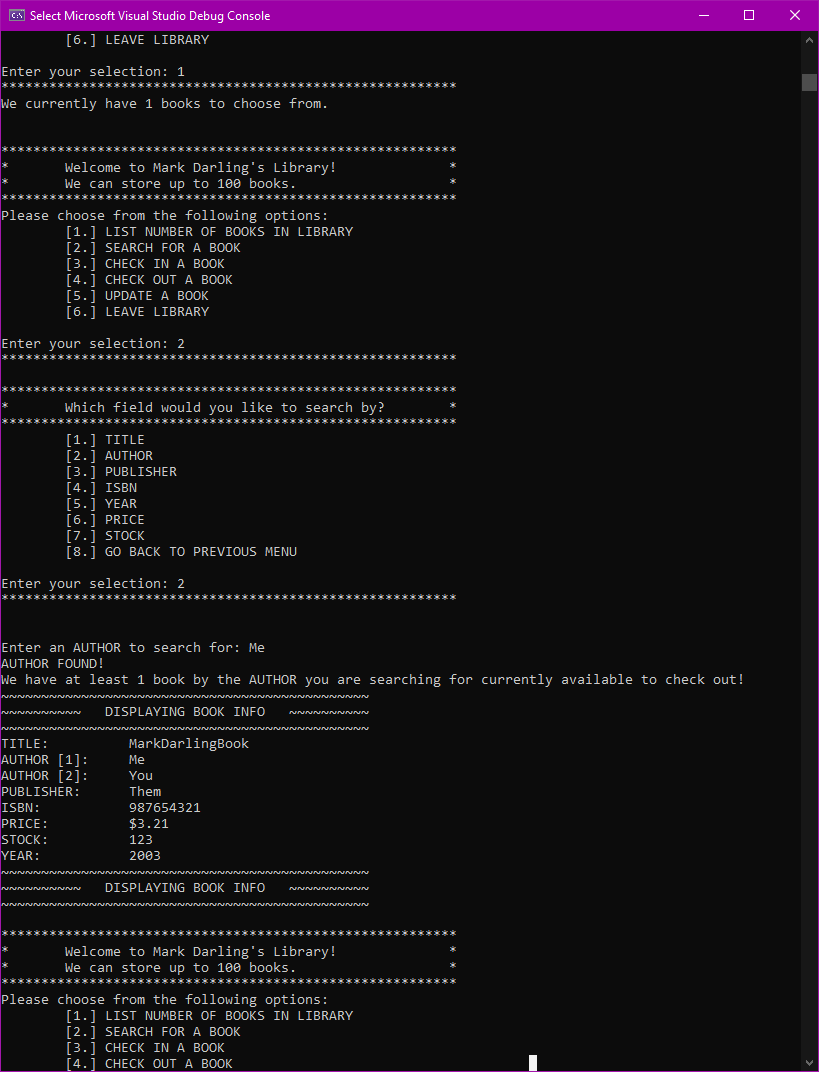 Select Microsoft Visual Studio Debug Console
[6.] LEAVE LIBRARY
Enter your selection: 1
*********************************************************
We currently have 1 books to choose from.
*********************************************************
*       Welcome to Mark Darling's Library!              *
*       We can store up to 100 books.                   *
*********************************************************
Please choose from the following options:
[1.] LIST NUMBER OF BOOKS IN LIBRARY
[2.] SEARCH FOR A BOOK
[3.] CHECK IN A BOOK
[4.] CHECK OUT A BOOK
[5.] UPDATE A BOOK
[6.] LEAVE LIBRARY
Enter your selection: 2
*********************************************************
*********************************************************
*       Which field would you like to search by?        *
*********************************************************
[1.] TITLE
[2.] AUTHOR
[3.] PUBLISHER
[4.] ISBN
[5.] YEAR
[6.] PRICE
[7.] STOCK
[8.] GO BACK TO PREVIOUS MENU
Enter your selection: 2
*********************************************************
Enter an AUTHOR to search for: Me
AUTHOR FOUND!
We have at least 1 book by the AUTHOR you are searching for currently available to check out!
~~~~~~~~~~~~~~~~~~~~~~~~~~~~~~~~~~~~~~~~~~~~~~
~~~~~~~~~~   DISPLAYING BOOK INFO   ~~~~~~~~~~
~~~~~~~~~~~~~~~~~~~~~~~~~~~~~~~~~~~~~~~~~~~~~~
TITLE:          MarkDarlingBook
AUTHOR [1]:     Me
AUTHOR [2]:     You
PUBLISHER:      Them
ISBN:           987654321
PRICE:          $3.21
STOCK:          123
YEAR:           2003
~~~~~~~~~~~~~~~~~~~~~~~~~~~~~~~~~~~~~~~~~~~~~~
~~~~~~~~~~   DISPLAYING BOOK INFO   ~~~~~~~~~~
~~~~~~~~~~~~~~~~~~~~~~~~~~~~~~~~~~~~~~~~~~~~~~
*********************************************************
*       Welcome to Mark Darling's Library!              *
*       We can store up to 100 books.                   *
*********************************************************
Please choose from the following options:
[1.] LIST NUMBER OF BOOKS IN LIBRARY
[2.] SEARCH FOR A BOOK
[3.] CHECK IN A BOOK
[4.] CHECK OUT A BOOK